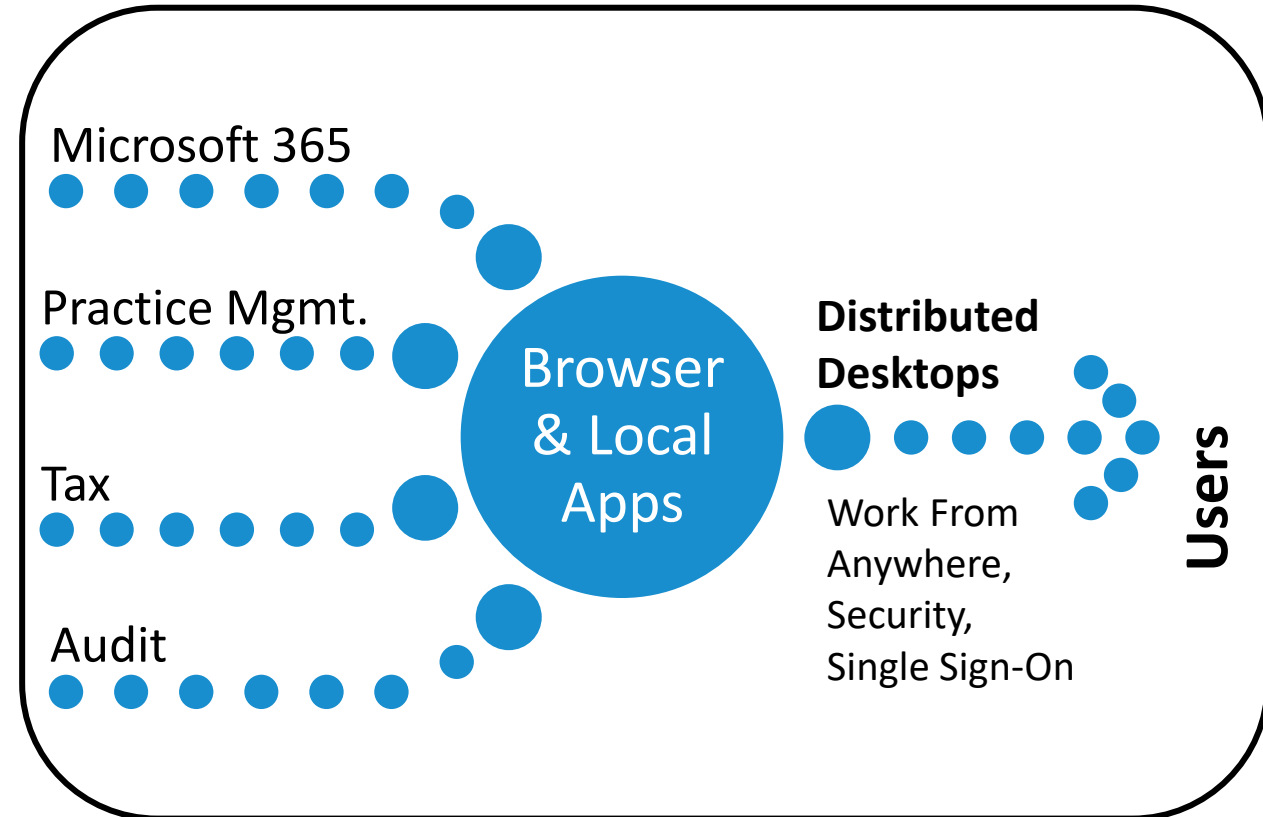 Microsoft 365
Practice Mgmt.
Tax
Audit
Browser
& Local
Apps
Distributed
Desktops
Work From
Anywhere,
Security,
Single Sign-On
Users